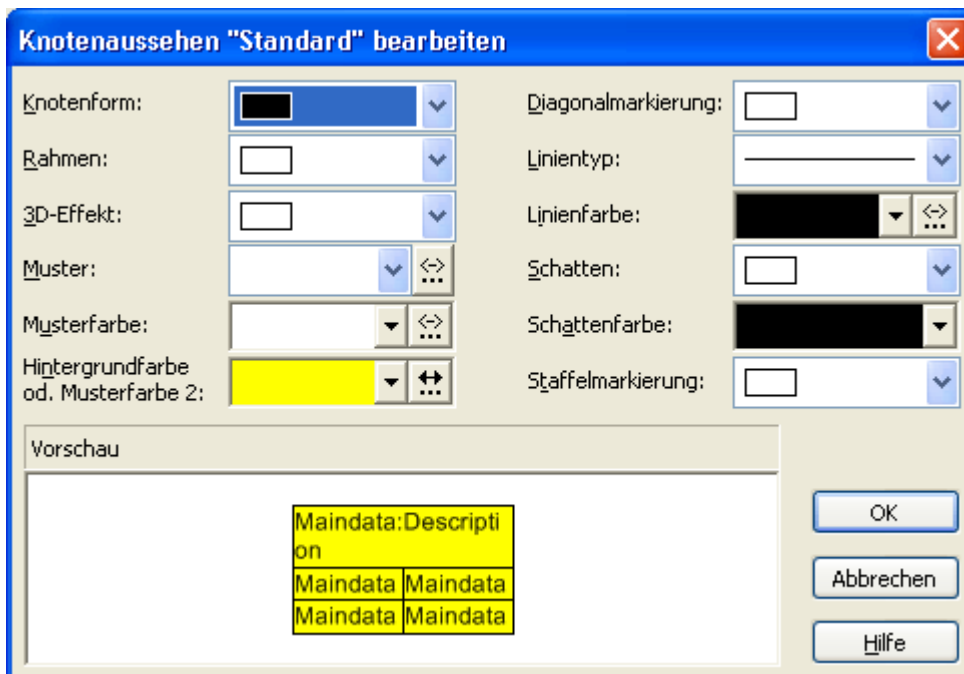 Knotenaussehen "Standard" bearbeiten
Knotenform:
Rahmen:
3D-Effekt:
Muster:
Musterfarbe:
Hintergrundfarbe
od. Musterfarbe 2:
Diagonalmarkierung:
Linientyp:
Linienfarbe:
Schatten:
Schattenfarbe:
Staffelmarkierung:
Vorschau
Maindata:Descripti
on
Maindata Maindata
Maindata Maindata
OK
Abbrechen
Hilfe